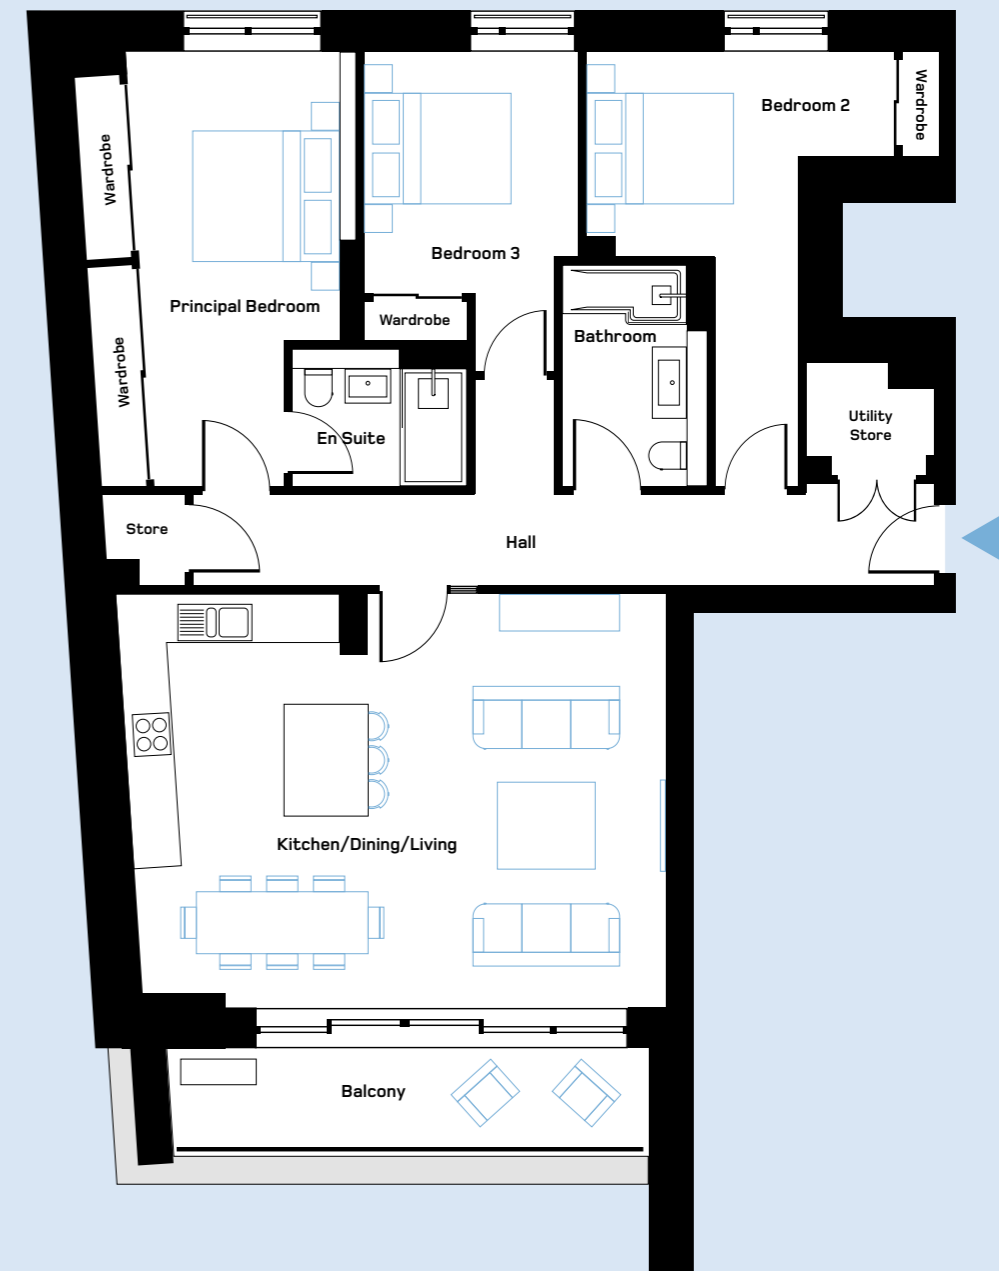 Bedroom 2
Wardrobe
Wardrobe
Bedroom 3
Principal Bedroom
Wardrobe
Bathroom
Wardrobe
Utility
Store
En Suite
Store
Hall
Kitchen/Dining/Living
Balcony